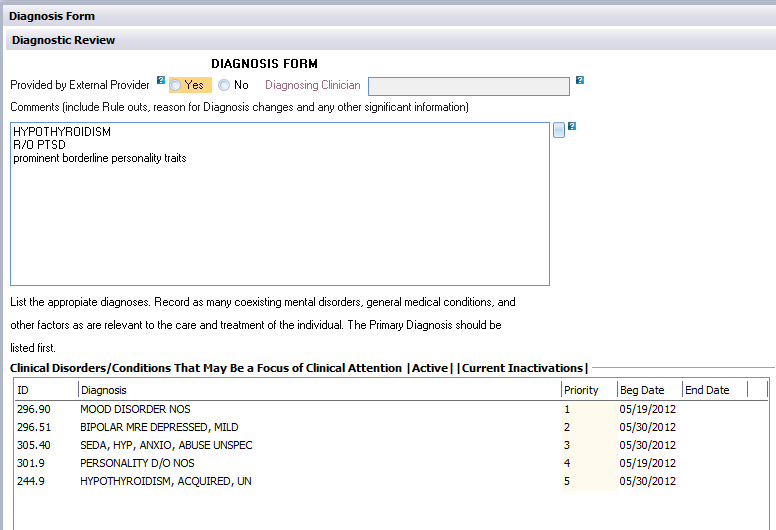 Diagnosis Form
Diagnostic Review
DIAGNOSIS FORM
Provided by External Provider ? Yes No Diagnosing Clinician ?
Comments (include Rule outs, reason for Diagnosis changes and any other significant information)
HYPOTHYROIDISM ?
R/O PTSD
prominent borderline personality traits
List the appropiate diagnoses. Record as many coexisting mental disorders, general medical conditions, and
other factors as are relevant to the care and treatment of the individual. The Primary Diagnosis should be
listed first.
Clinical Disorders/Conditions That May Be a Focus of Clinical Attention |Active| |Current Inactivations|
ID Diagnosis Priority Beg Date End Date
296.90 MOOD DISORDER NOS 1 05/19/2012
296.51 BIPOLAR MRE DEPRESSED, MILD 2 05/30/2012
305.40 SEDA, HYP, ANXIO, ABUSE UNSPEC 3 05/30/2012
301.9 PERSONALITY D/O NOS 4 05/19/2012
244.9 HYPOTHYROIDISM, ACQUIRED, UN 5 05/30/2012